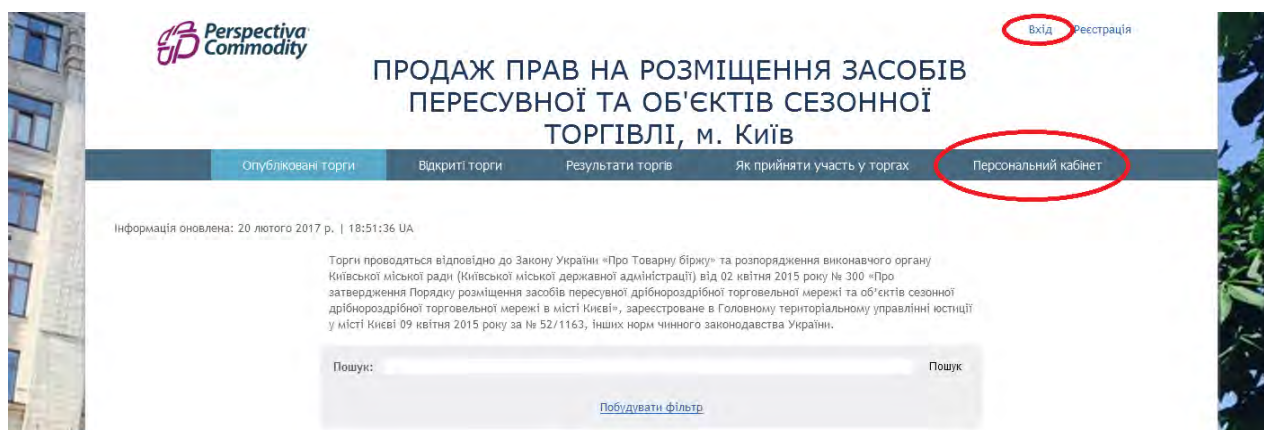 Perspectiva
Commodity
Вхід Реєстрація
ПРОДАЖ ПРАВ НА РОЗМІЩЕННЯ ЗАСОБІВ
ПЕРЕСУВНОЇ ТА ОБ'ЄКТІВ СЕЗОННОЇ
ТОРГІВЛІ, м. Київ
Опубліковані торги Відкриті торги Результати торгів Як прийняти участь у торгах Персональний кабінет
Інформація оновлена: 20 лютого 2017 р. | 18:51:36 UA
Торги проводяться відповідно до Закону України «Про Товарну біржу» та розпорядження виконавчого органу
Київської міської ради (Київської міської державної адміністрації) від 02 квітня 2015 року № 300 «Про
затвердження Порядку розміщення засобів пересувної дрібнороздрібної торговельної мережі та об'єктів сезонної
дрібнороздрібної торговельної мережі в місті Києві», зареєстроване в Головному територіальному управлінні юстиції
у місті Києві 09 квітня 2015 року за № 52/1163, інших норм чинного законодавства України.
Пошук: Пошук
Побудувати фільтр